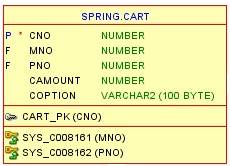 SPRING.CART
P * CNO NUMBER
F MNO NUMBER
F PNO NUMBER
CAMOUNT NUMBER
COPTION VARCHAR2 (100 BYTE)
CART_PK (CNO)
SYS_C008161 (MNO)
SYS_C008162 (PNO)